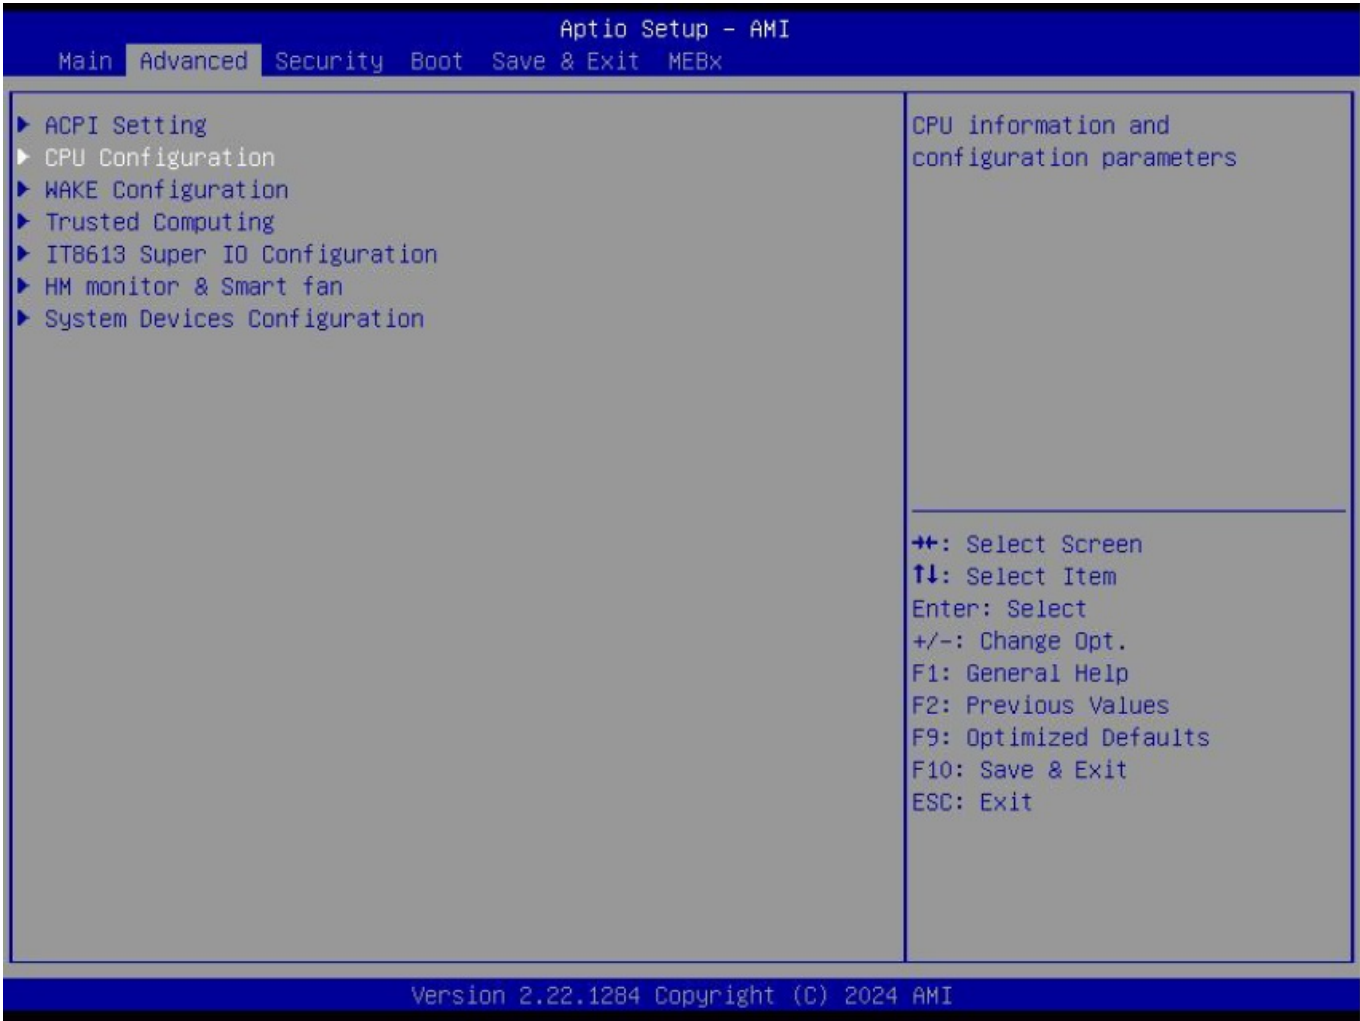 Aptio Setup – AMI
Main Advanced Security Boot Save & Exit MEBx
▶ ACPI Setting
▶ CPU Configuration
▶ WAKE Configuration
▶ Trusted Computing
▶ IT8613 Super IO Configuration
▶ HM monitor & Smart fan
▶ System Devices Configuration
CPU information and
configuration parameters
→←: Select Screen
↑↓: Select Item
Enter: Select
+/-: Change Opt.
F1: General Help
F2: Previous Values
F9: Optimized Defaults
F10: Save & Exit
ESC: Exit
Version 2.22.1284 Copyright (C) 2024 AMI